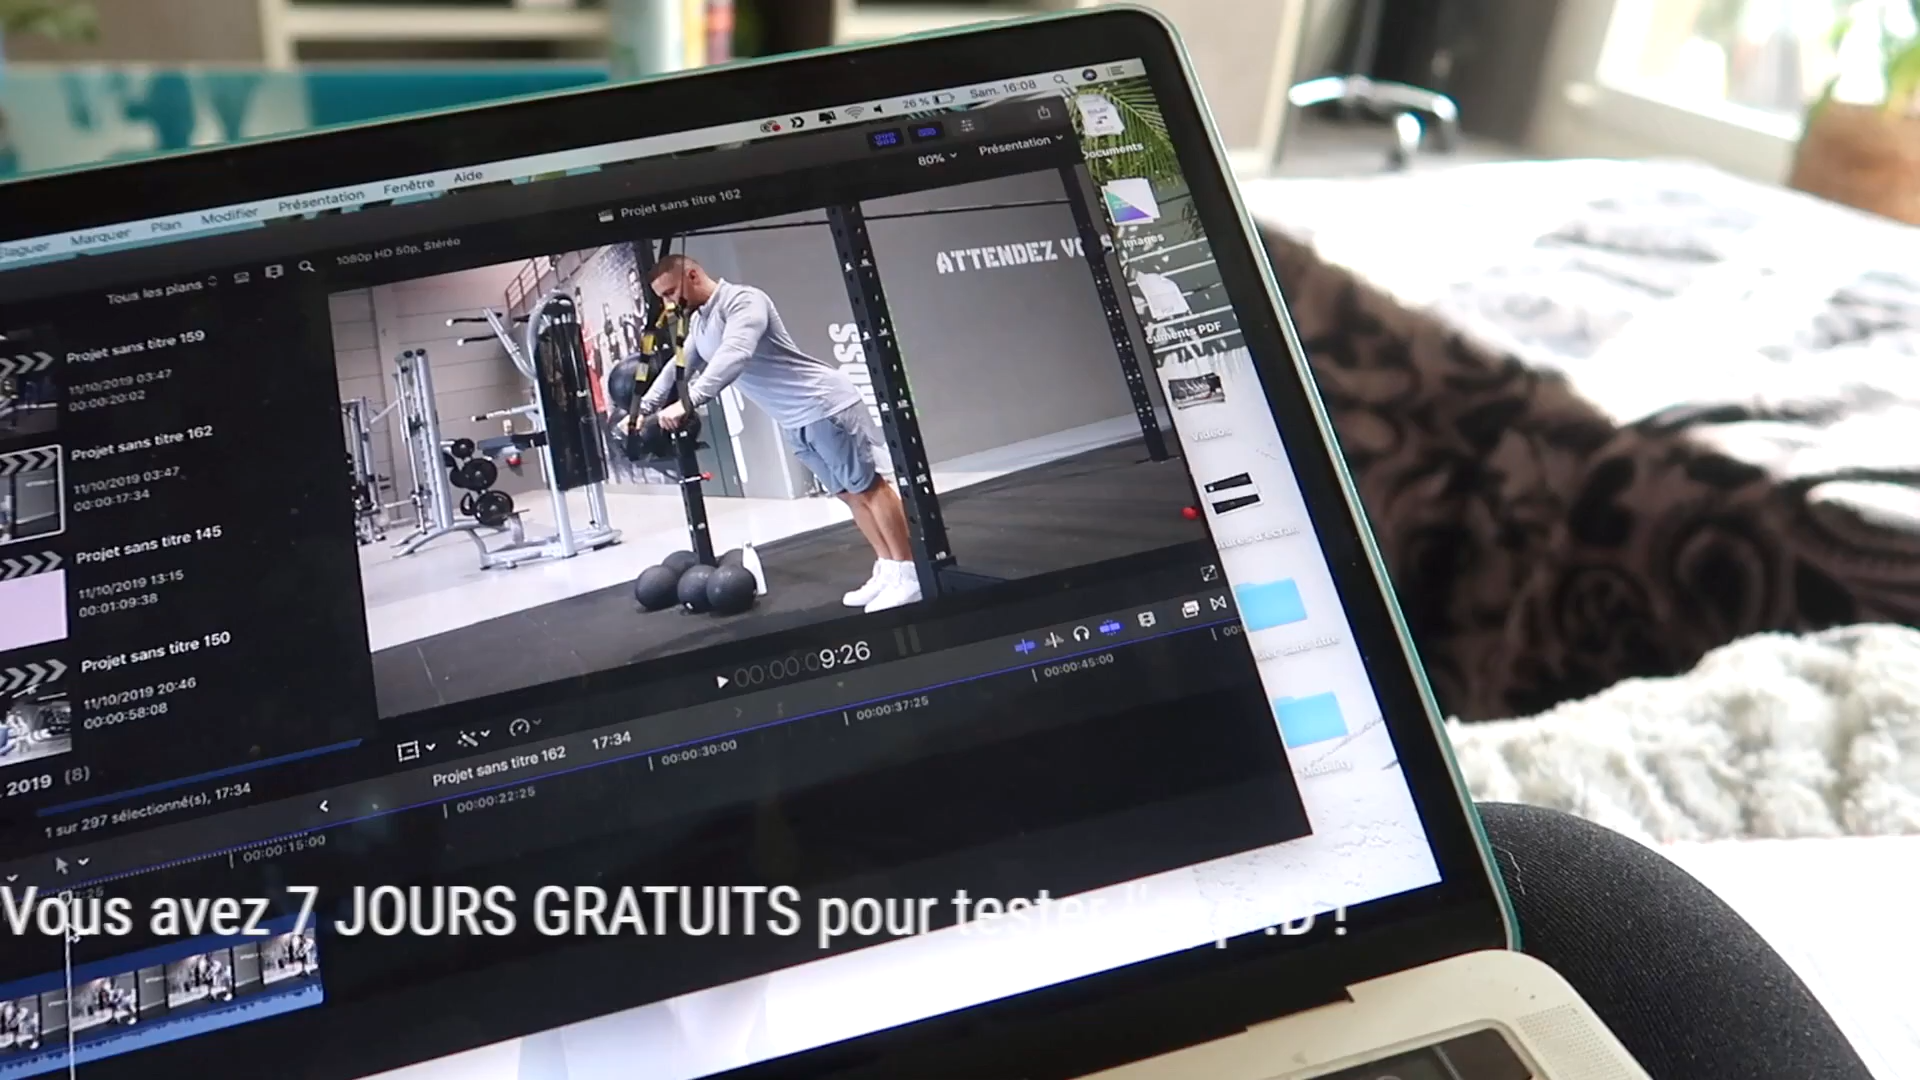 26 % Sam. 16:08
Marquer Plan Modifier Présentation Fenêtre Aide
80% Présentation
Documents
Projet sans titre 162
1080p HD 50p, Stéréo
Tous les plans
Images
ATTENDEZ
Projet sans titre 159
11/10/2019 03:47
00:00:20:02
Projet sans titre 162
11/10/2019 03:47
00:00:17:34
Projet sans titre 145
11/10/2019 13:15
00:01:09:38
Projet sans titre 150
11/10/2019 20:46
00:00:58:08
2019 (8)
1 sur 297 sélectionné(s), 17:34
PDF
Vidéos
Mobility
00:00:09:26
Projet sans titre 162 17:34
00:00:15:00
00:00:22:25
00:00:30:00
00:00:37:25
00:00:45:00
Vous avez 7 JOURS GRATUITS pour tester :D !